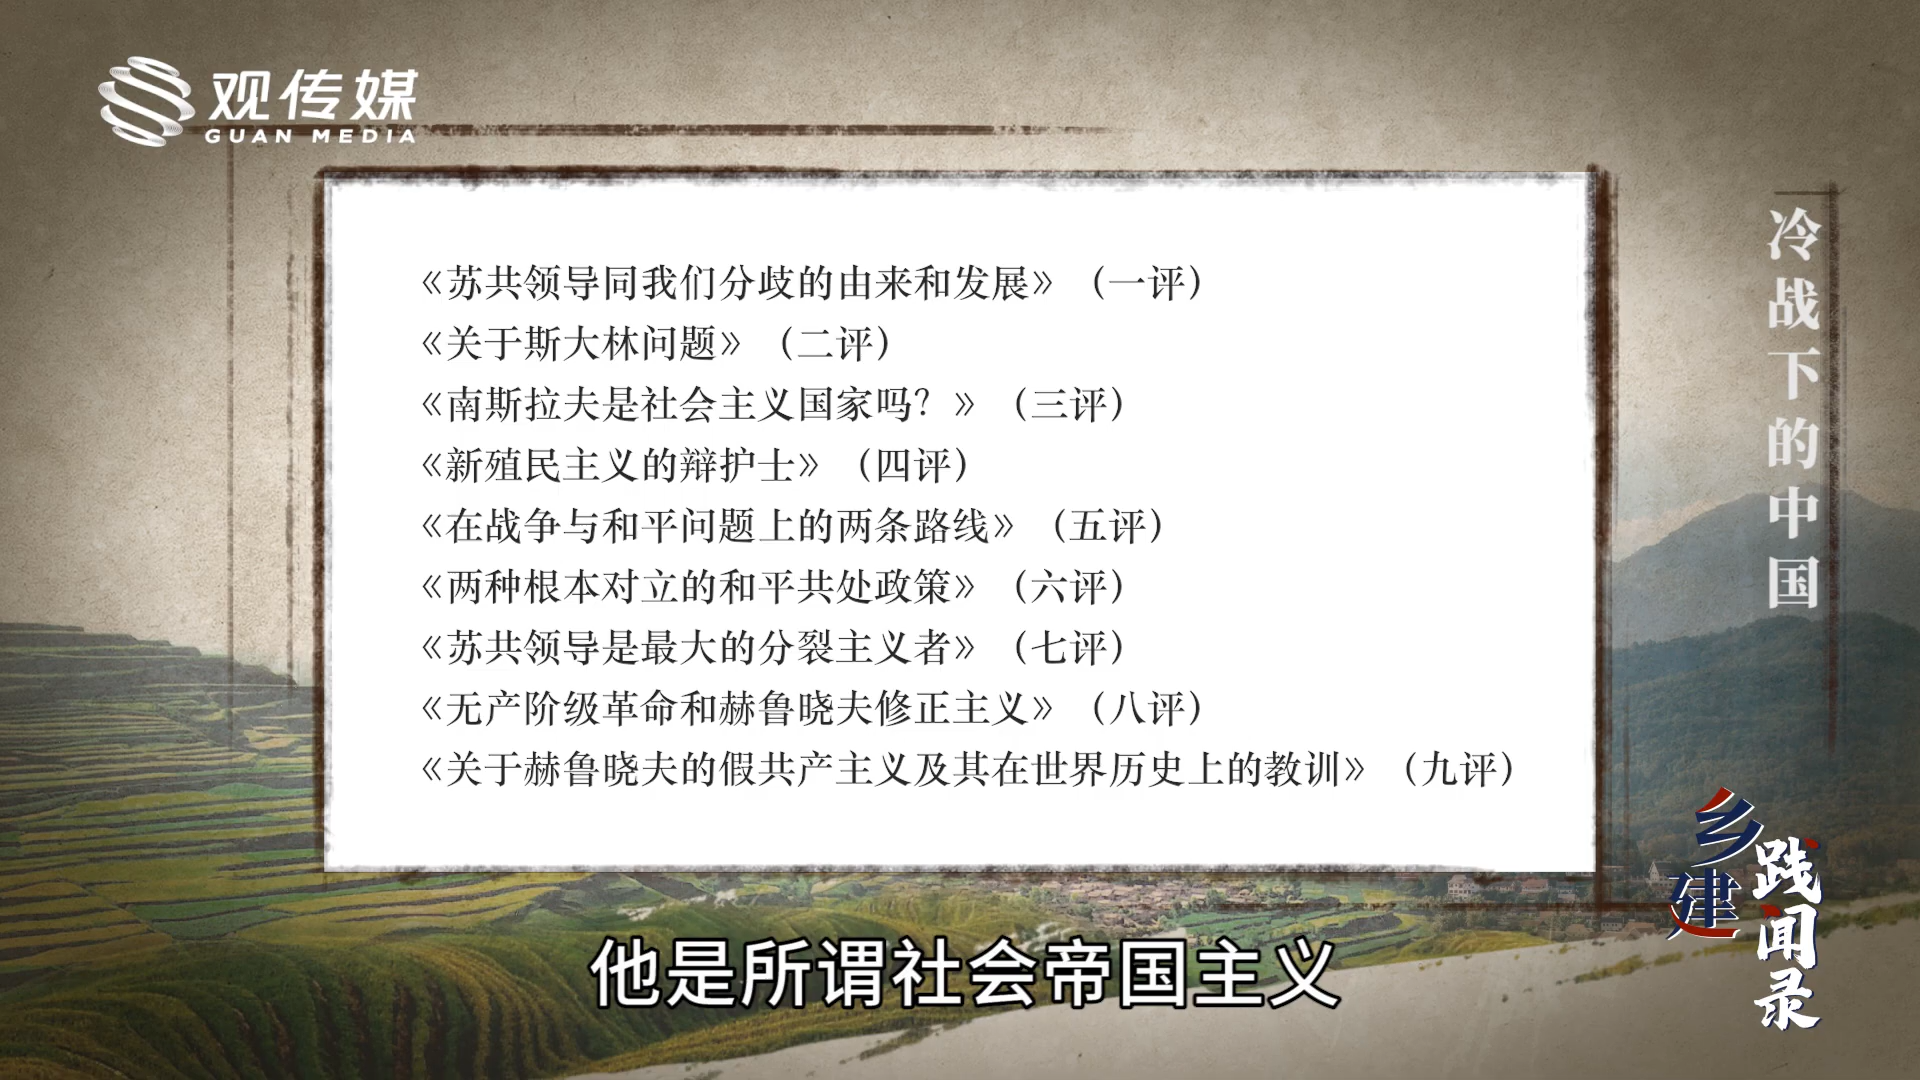 观传媒
GUAN MEDIA
《苏共领导同我们分歧的由来和发展》（一评）
《关于斯大林问题》（二评）
《南斯拉夫是社会主义国家吗？》（三评）
《新殖民主义的辩护士》（四评）
《在战争与和平问题上的两条路线》（五评）
《两种根本对立的和平共处政策》（六评）
《苏共领导是最大的分裂主义者》（七评）
《无产阶级革命和赫鲁晓夫修正主义》（八评）
《关于赫鲁晓夫的假共产主义及其在世界历史上的教训》（九评）
冷战下的中国
乡建
践闻录
他是所谓社会帝国主义